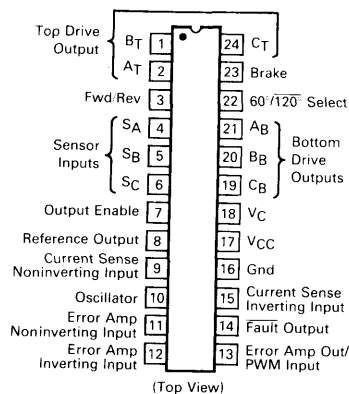 Top Drive
Output
BT 1
AT 2
Fwd/Rev 3
Sensor
Inputs
SA 4
SB 5
SC 6
Output Enable 7
Reference Output 8
Current Sense
Noninverting Input 9
Oscillator 10
Error Amp
Noninverting Input 11
Error Amp
Inverting Input 12
24 CT
23 Brake
22 60°/120° Select
21 AB
20 BB
19 CB
Bottom
Drive
Outputs
18 VC
17 VCC
16 Gnd
15 Current Sense
Inverting Input
14 Fault Output
13 Error Amp Out/
PWM Input
(Top View)